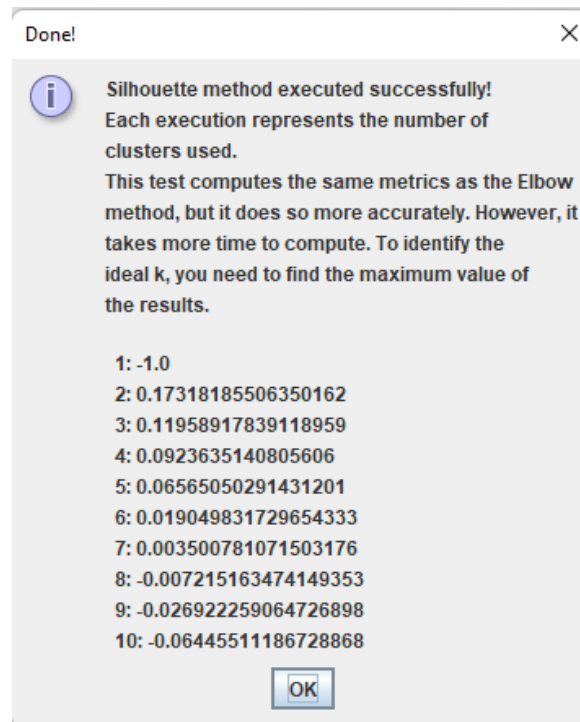 Done!
Silhouette method executed successfully!
Each execution represents the number of
clusters used.
This test computes the same metrics as the Elbow
method, but it does so more accurately. However, it
takes more time to compute. To identify the
ideal k, you need to find the maximum value of
the results.
1: -1.0
2: 0.17318185506350162
3: 0.11958917839118959
4: 0.0923635140805606
5: 0.06565050291431201
6: 0.019049831729654333
7: 0.003500781071503176
8: -0.007215163474149353
9: -0.026922259064726898
10: -0.06445511186728868
OK